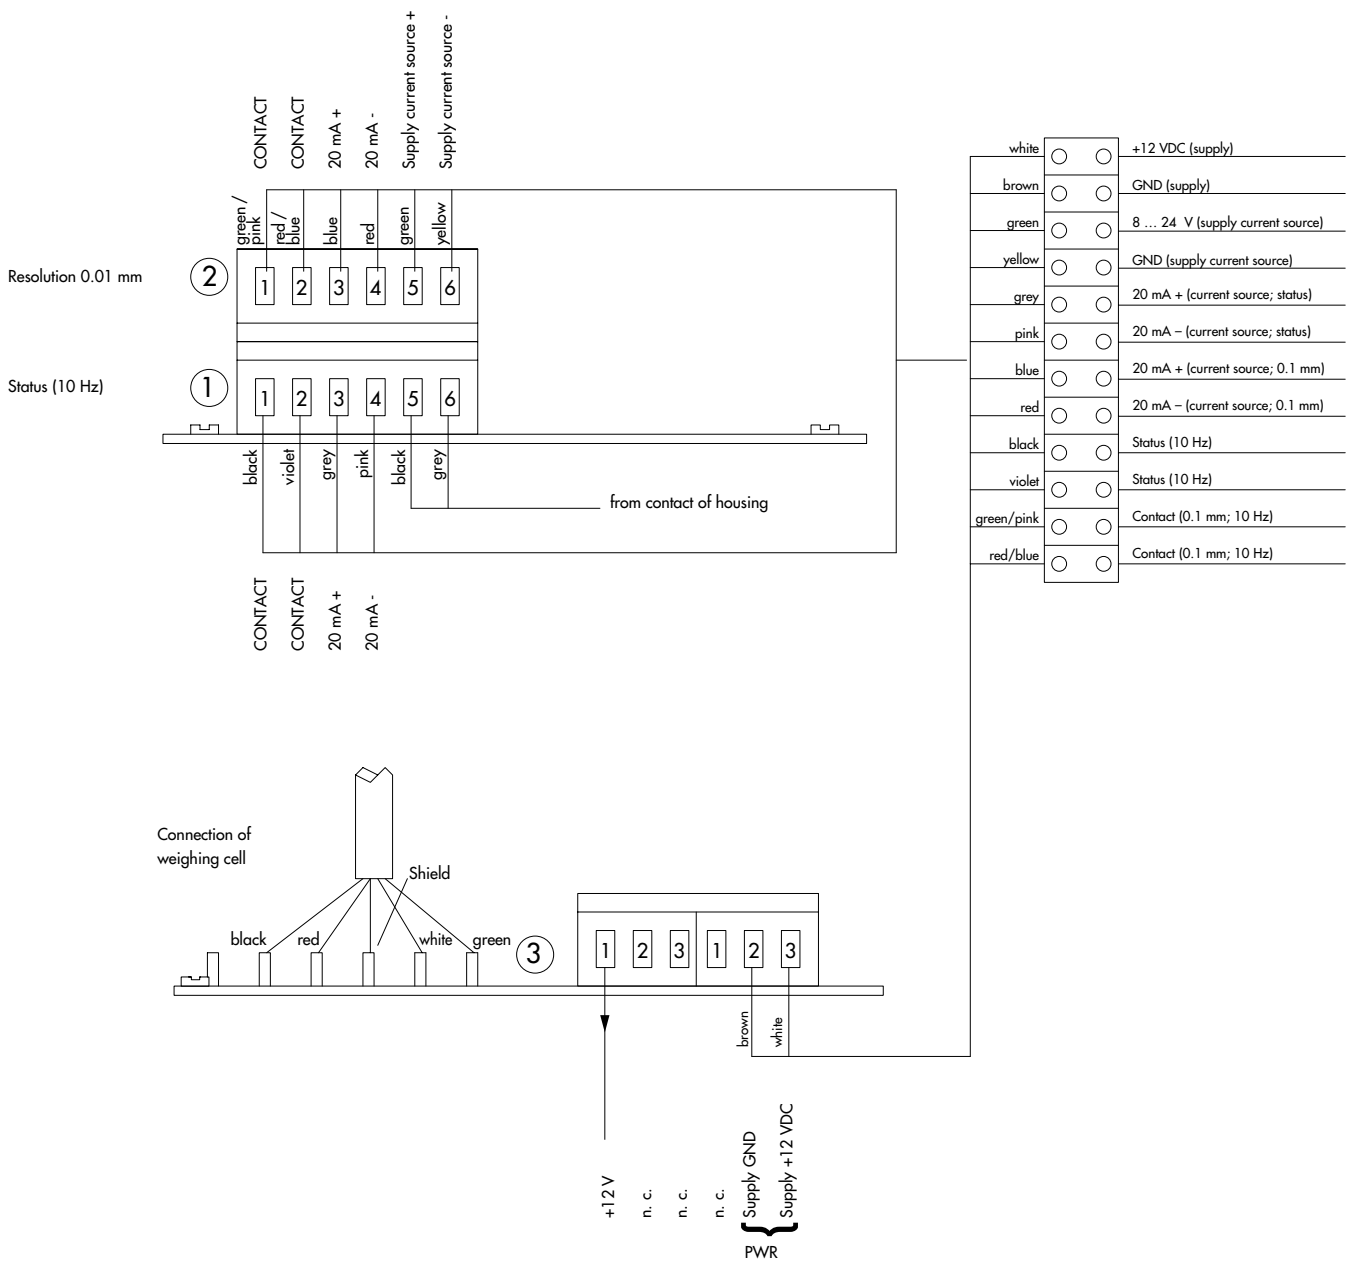 CONTACT
CONTACT
20 mA +
20 mA -
Supply current source +
Supply current source -
green /
pink
red /
blue
blue
red
green
yellow
Resolution 0.01 mm
2
1
2
3
4
5
6
Status (10 Hz)
1
1
2
3
4
5
6
black
violet
grey
pink
black
grey
from contact of housing
CONTACT
CONTACT
20 mA +
20 mA -
white
+12 VDC (supply)
brown
GND (supply)
green
8 ... 24 V (supply current source)
yellow
GND (supply current source)
grey
20 mA + (current source; status)
pink
20 mA – (current source; status)
blue
20 mA + (current source; 0.1 mm)
red
20 mA – (current source; 0.1 mm)
black
Status (10 Hz)
violet
Status (10 Hz)
green/pink
Contact (0.1 mm; 10 Hz)
red/blue
Contact (0.1 mm; 10 Hz)
Connection of
weighing cell
Shield
black
red
white
green
3
1
2
3
1
2
3
brown
white
+12 V
n. c.
n. c.
n. c.
Supply GND
Supply +12 VDC
PWR